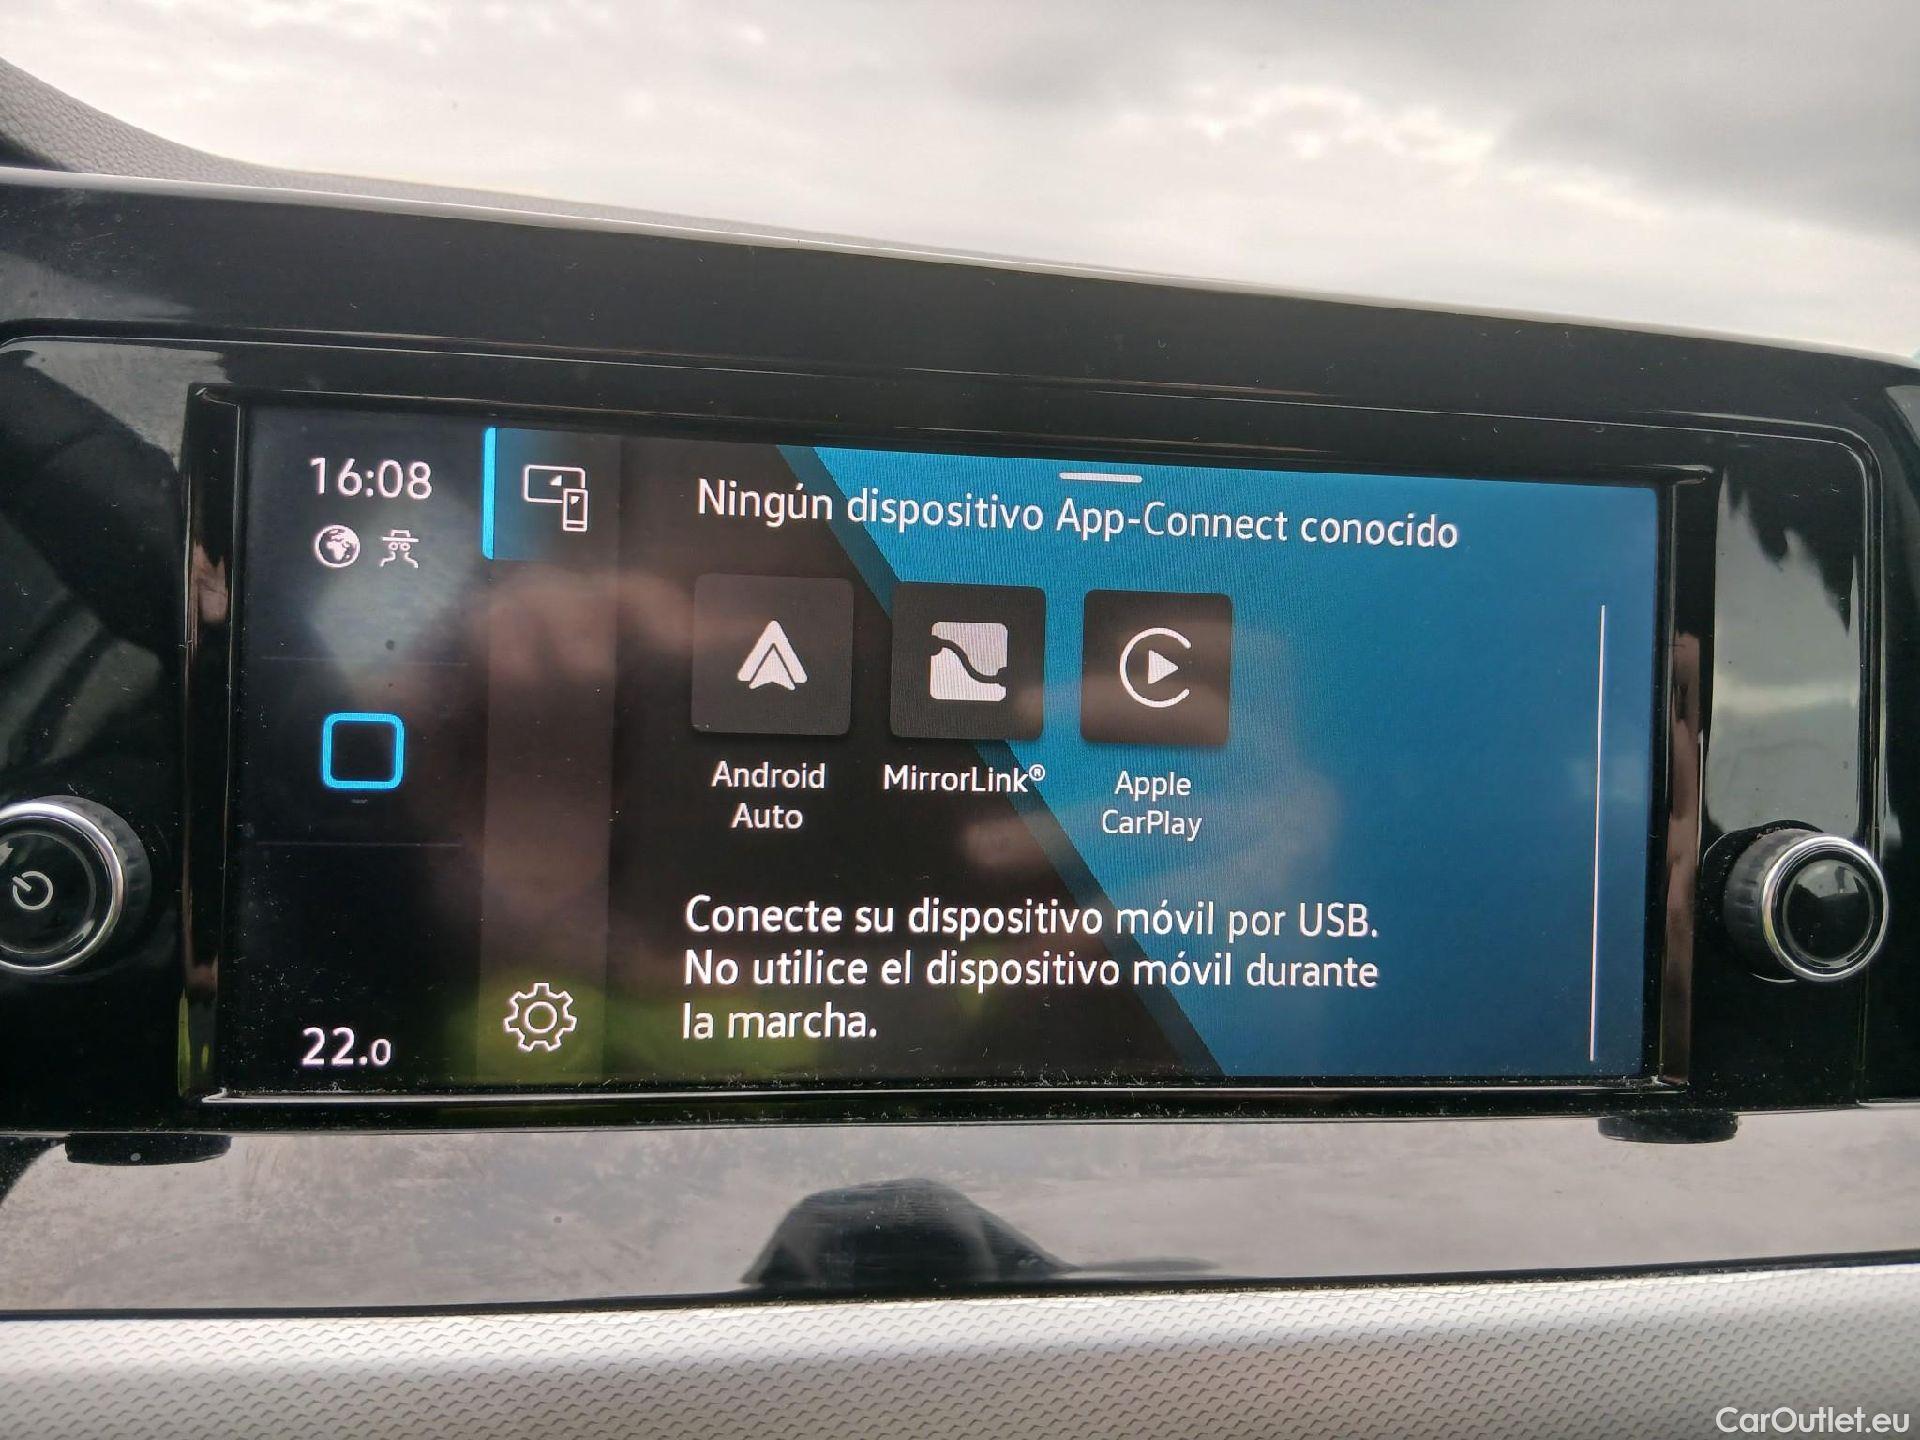 16:08
Ningún dispositivo App-Connect conocido
Android
Auto
MirrorLink®
Apple
CarPlay
Conecte su dispositivo móvil por USB.
No utilice el dispositivo móvil durante
la marcha.
22.0
CarOutlet.eu